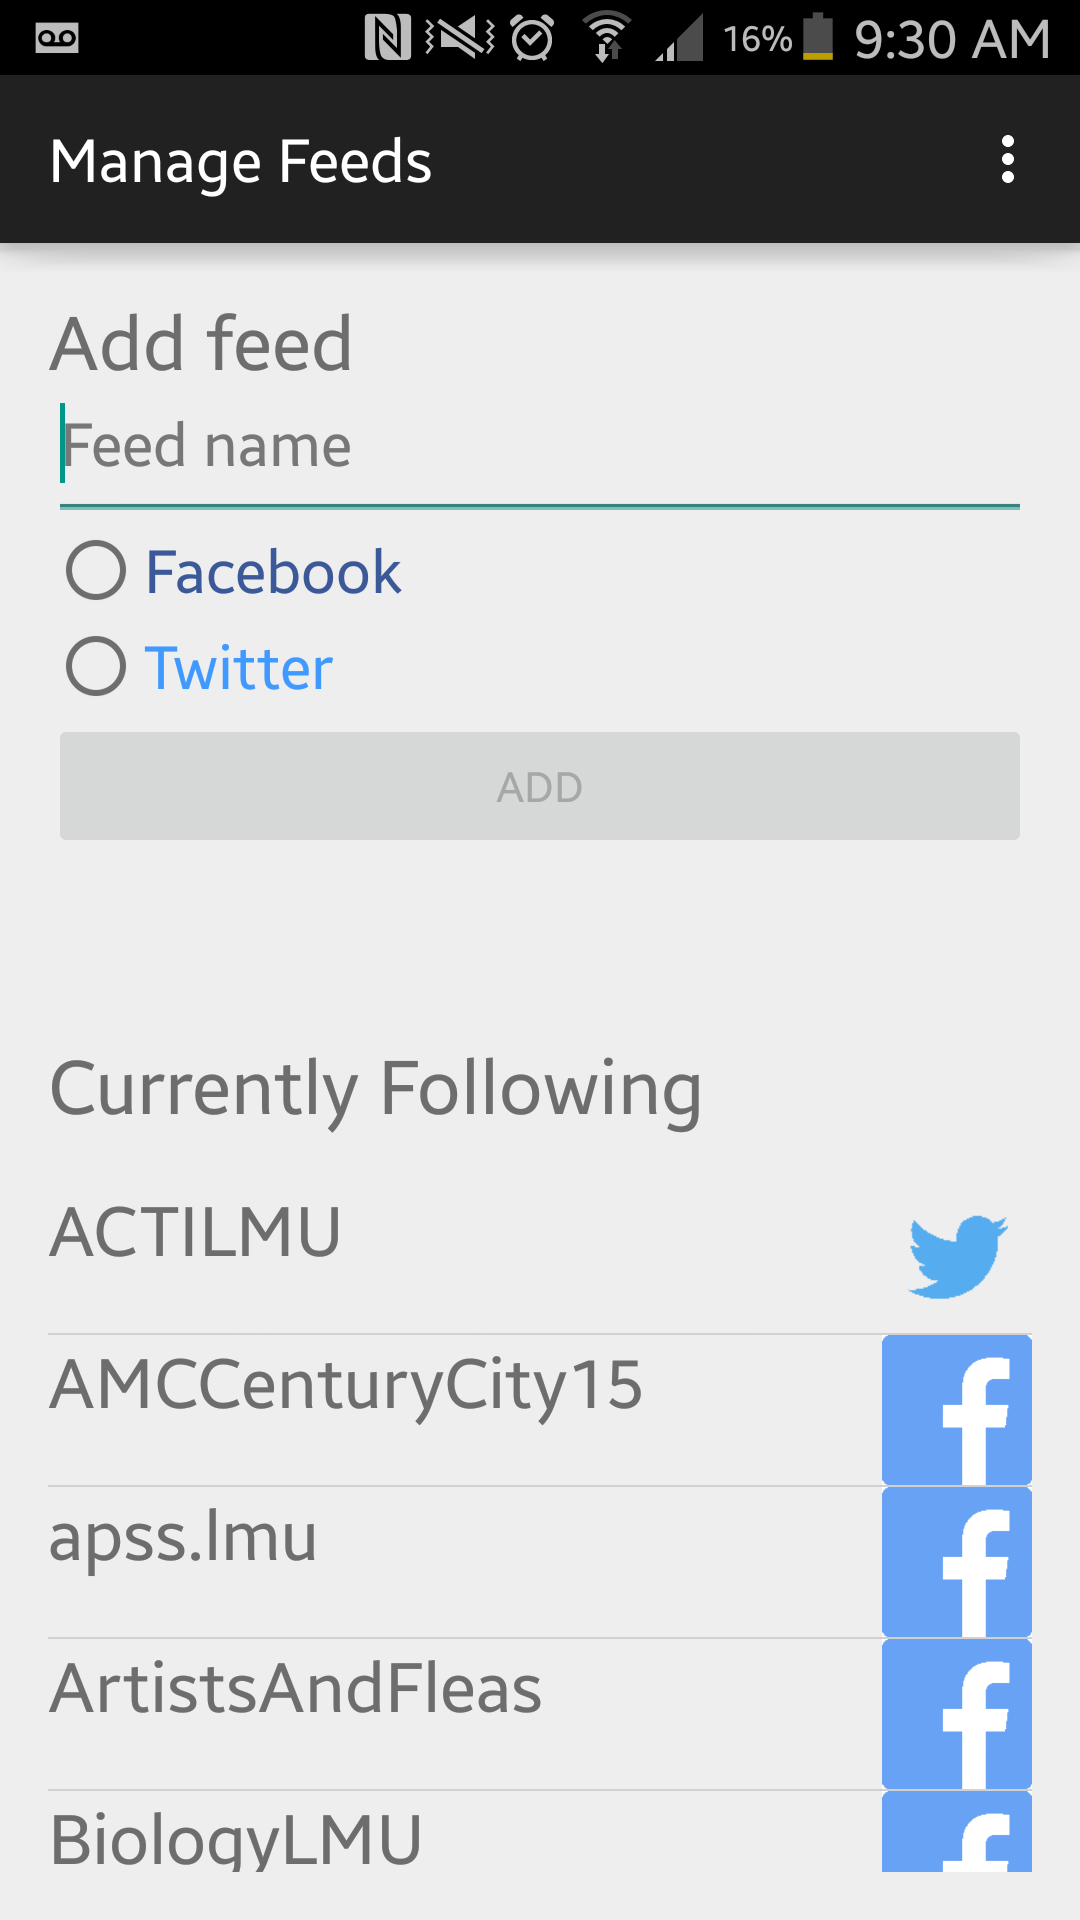 16% 9:30 AM
Manage Feeds
Add feed
Feed name
Facebook
Twitter
ADD
Currently Following
ACTILMU
AMCCenturyCity15
apss.lmu
ArtistsAndFleas
BiologyLMU